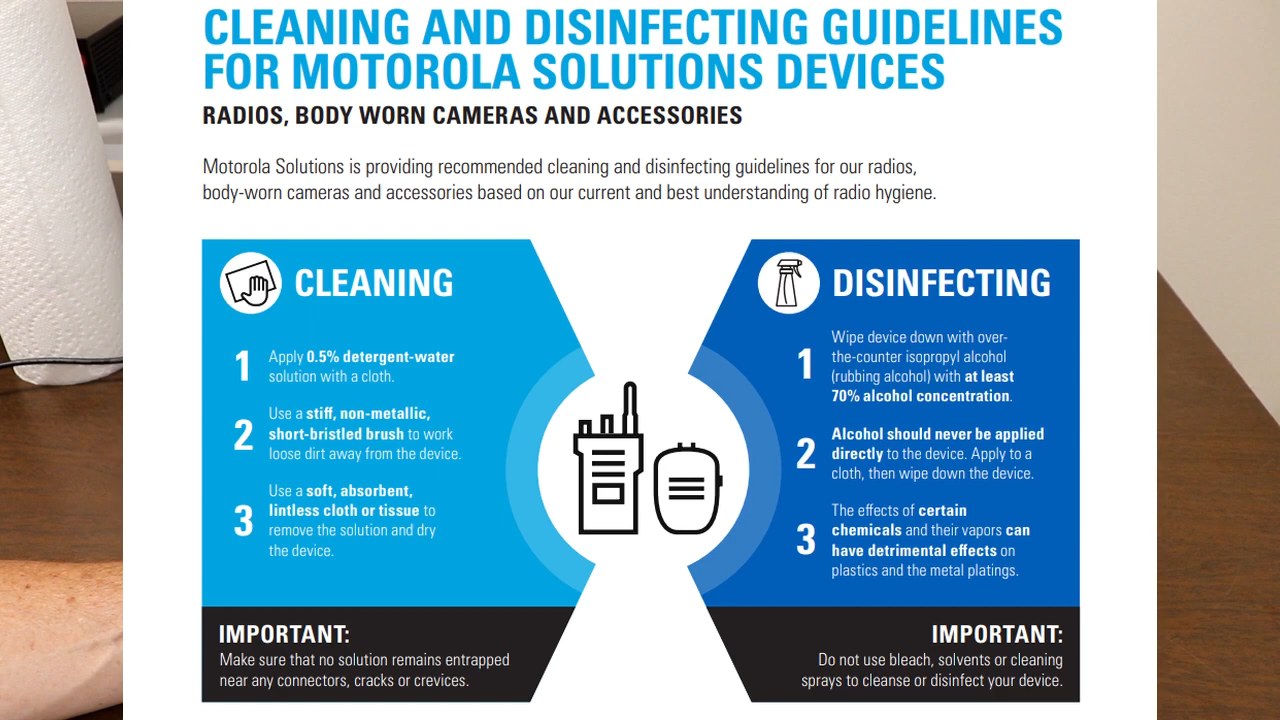 CLEANING AND DISINFECTING GUIDELINES
FOR MOTOROLA SOLUTIONS DEVICES
RADIOS, BODY WORN CAMERAS AND ACCESSORIES
Motorola Solutions is providing recommended cleaning and disinfecting guidelines for our radios,
body-worn cameras and accessories based on our current and best understanding of radio hygiene.
CLEANING
1
Apply 0.5% detergent-water
solution with a cloth.
2
Use a stiff, non-metallic,
short-bristled brush to work
loose dirt away from the device.
3
Use a soft, absorbent,
lintless cloth or tissue to
remove the solution and dry
the device.
IMPORTANT:
Make sure that no solution remains entrapped
near any connectors, cracks or crevices.
DISINFECTING
1
Wipe device down with over-
the-counter isopropyl alcohol
(rubbing alcohol) with at least
70% alcohol concentration.
2
Alcohol should never be applied
directly to the device. Apply to a
cloth, then wipe down the device.
3
The effects of certain
chemicals and their vapors can
have detrimental effects on
plastics and the metal platings.
IMPORTANT:
Do not use bleach, solvents or cleaning
sprays to cleanse or disinfect your device.